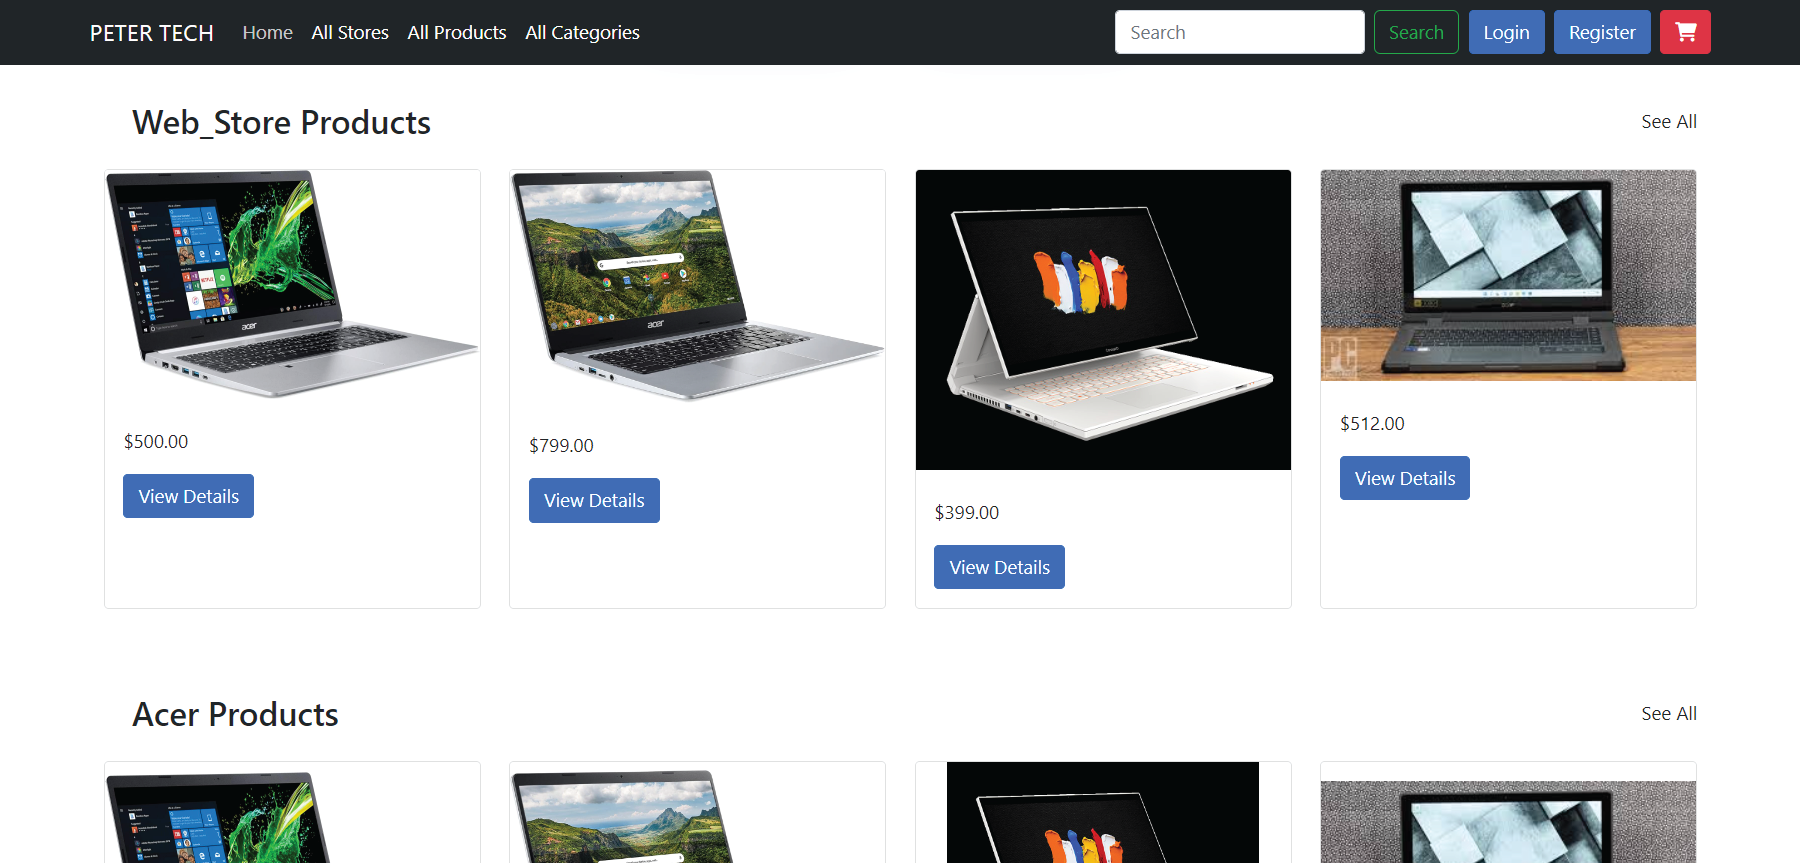 PETER TECH Home All Stores All Products All Categories Search Search Login Register
Web_Store Products See All
acer
acer
PC
$500.00
$799.00
$399.00
$512.00
View Details
View Details
View Details
View Details
Acer Products See All